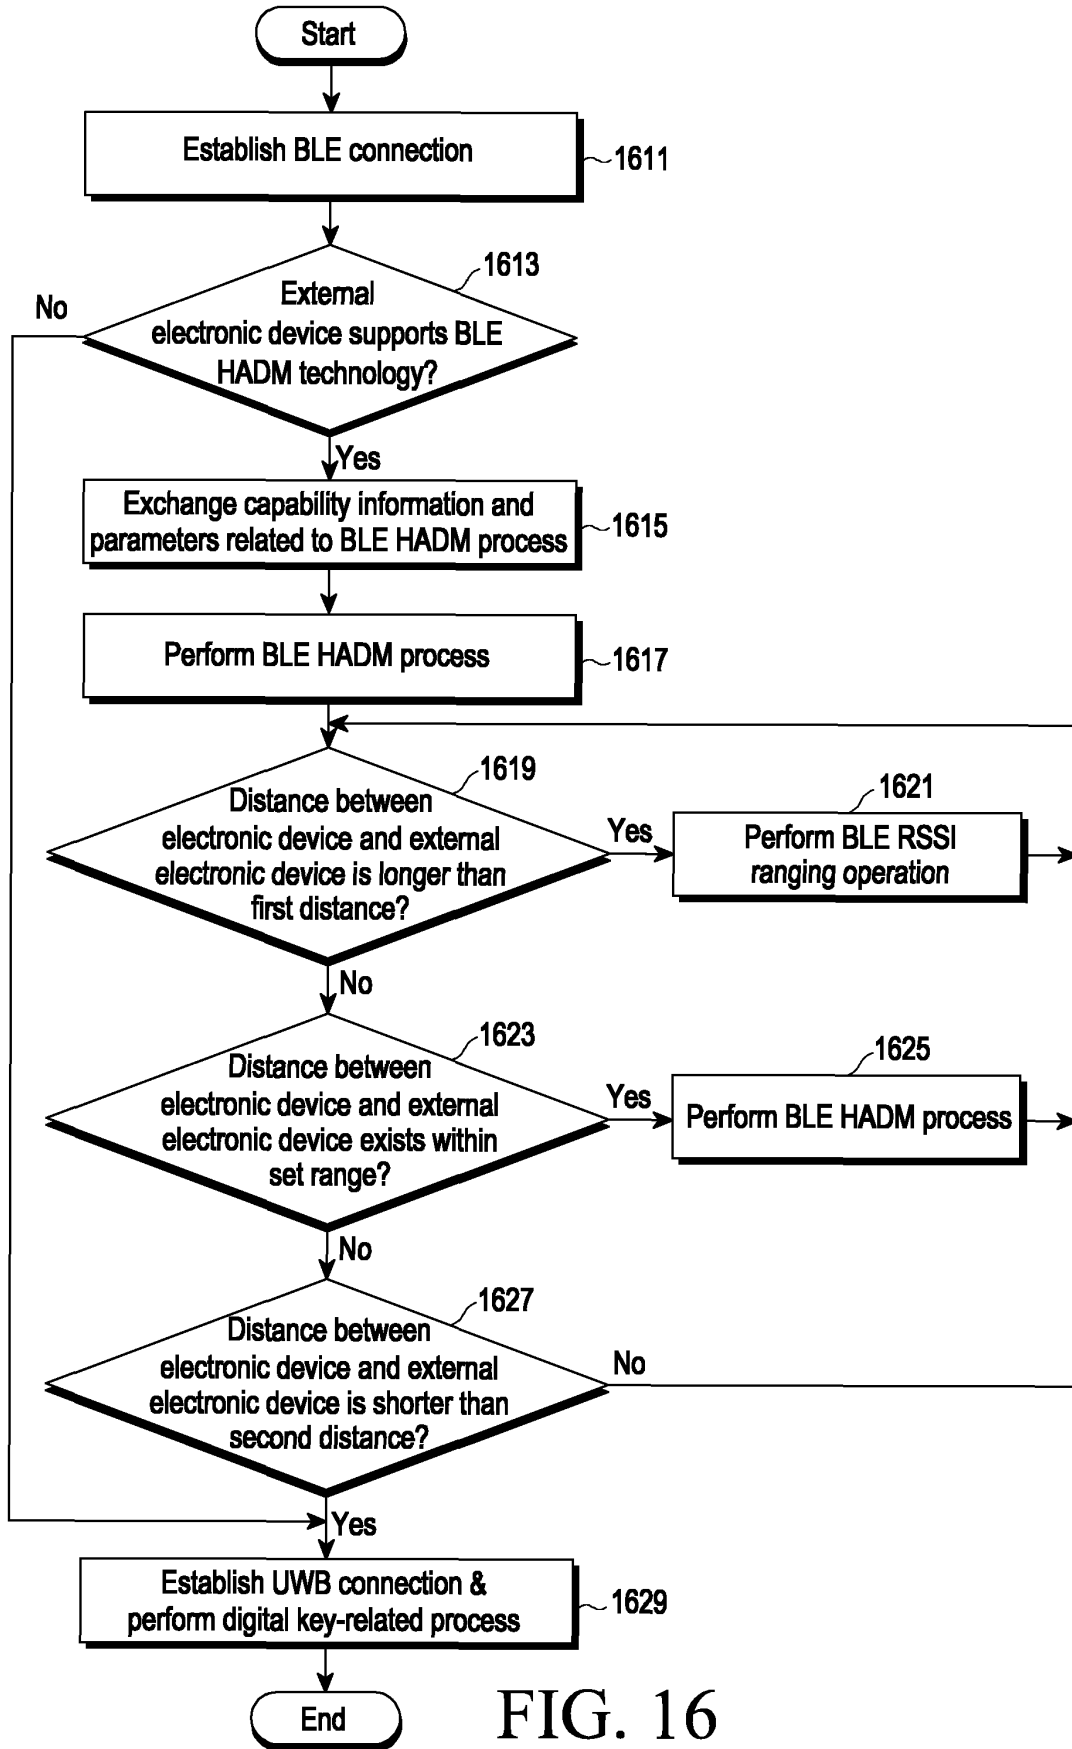 Start
Establish BLE connection
1611
1613
No
External
electronic device supports BLE
HADM technology?
Yes
Exchange capability information and
parameters related to BLE HADM process
1615
Perform BLE HADM process
1617
1619
Distance between
electronic device and external
electronic device is longer than
first distance?
Yes
1621
Perform BLE RSSI
ranging operation
No
1623
Distance between
electronic device and external
electronic device exists within
set range?
Yes
1625
Perform BLE HADM process
No
1627
Distance between
electronic device and external
electronic device is shorter than
second distance?
No
Yes
Establish UWB connection &
perform digital key-related process
1629
End
FIG. 16